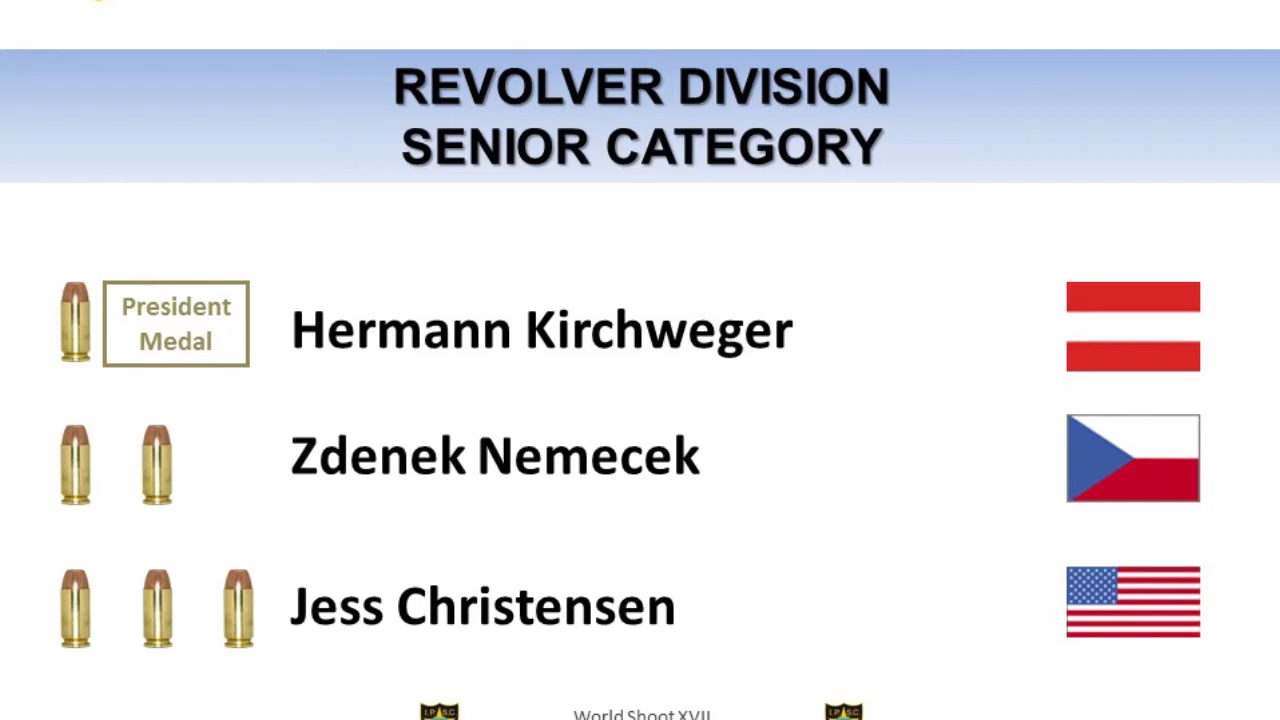 REVOLVER DIVISION
SENIOR CATEGORY
President
Medal
Hermann Kirchweger
Zdenek Nemecek
Jess Christensen
I.P.S.C
World Shoot XVII
I.P.S.C